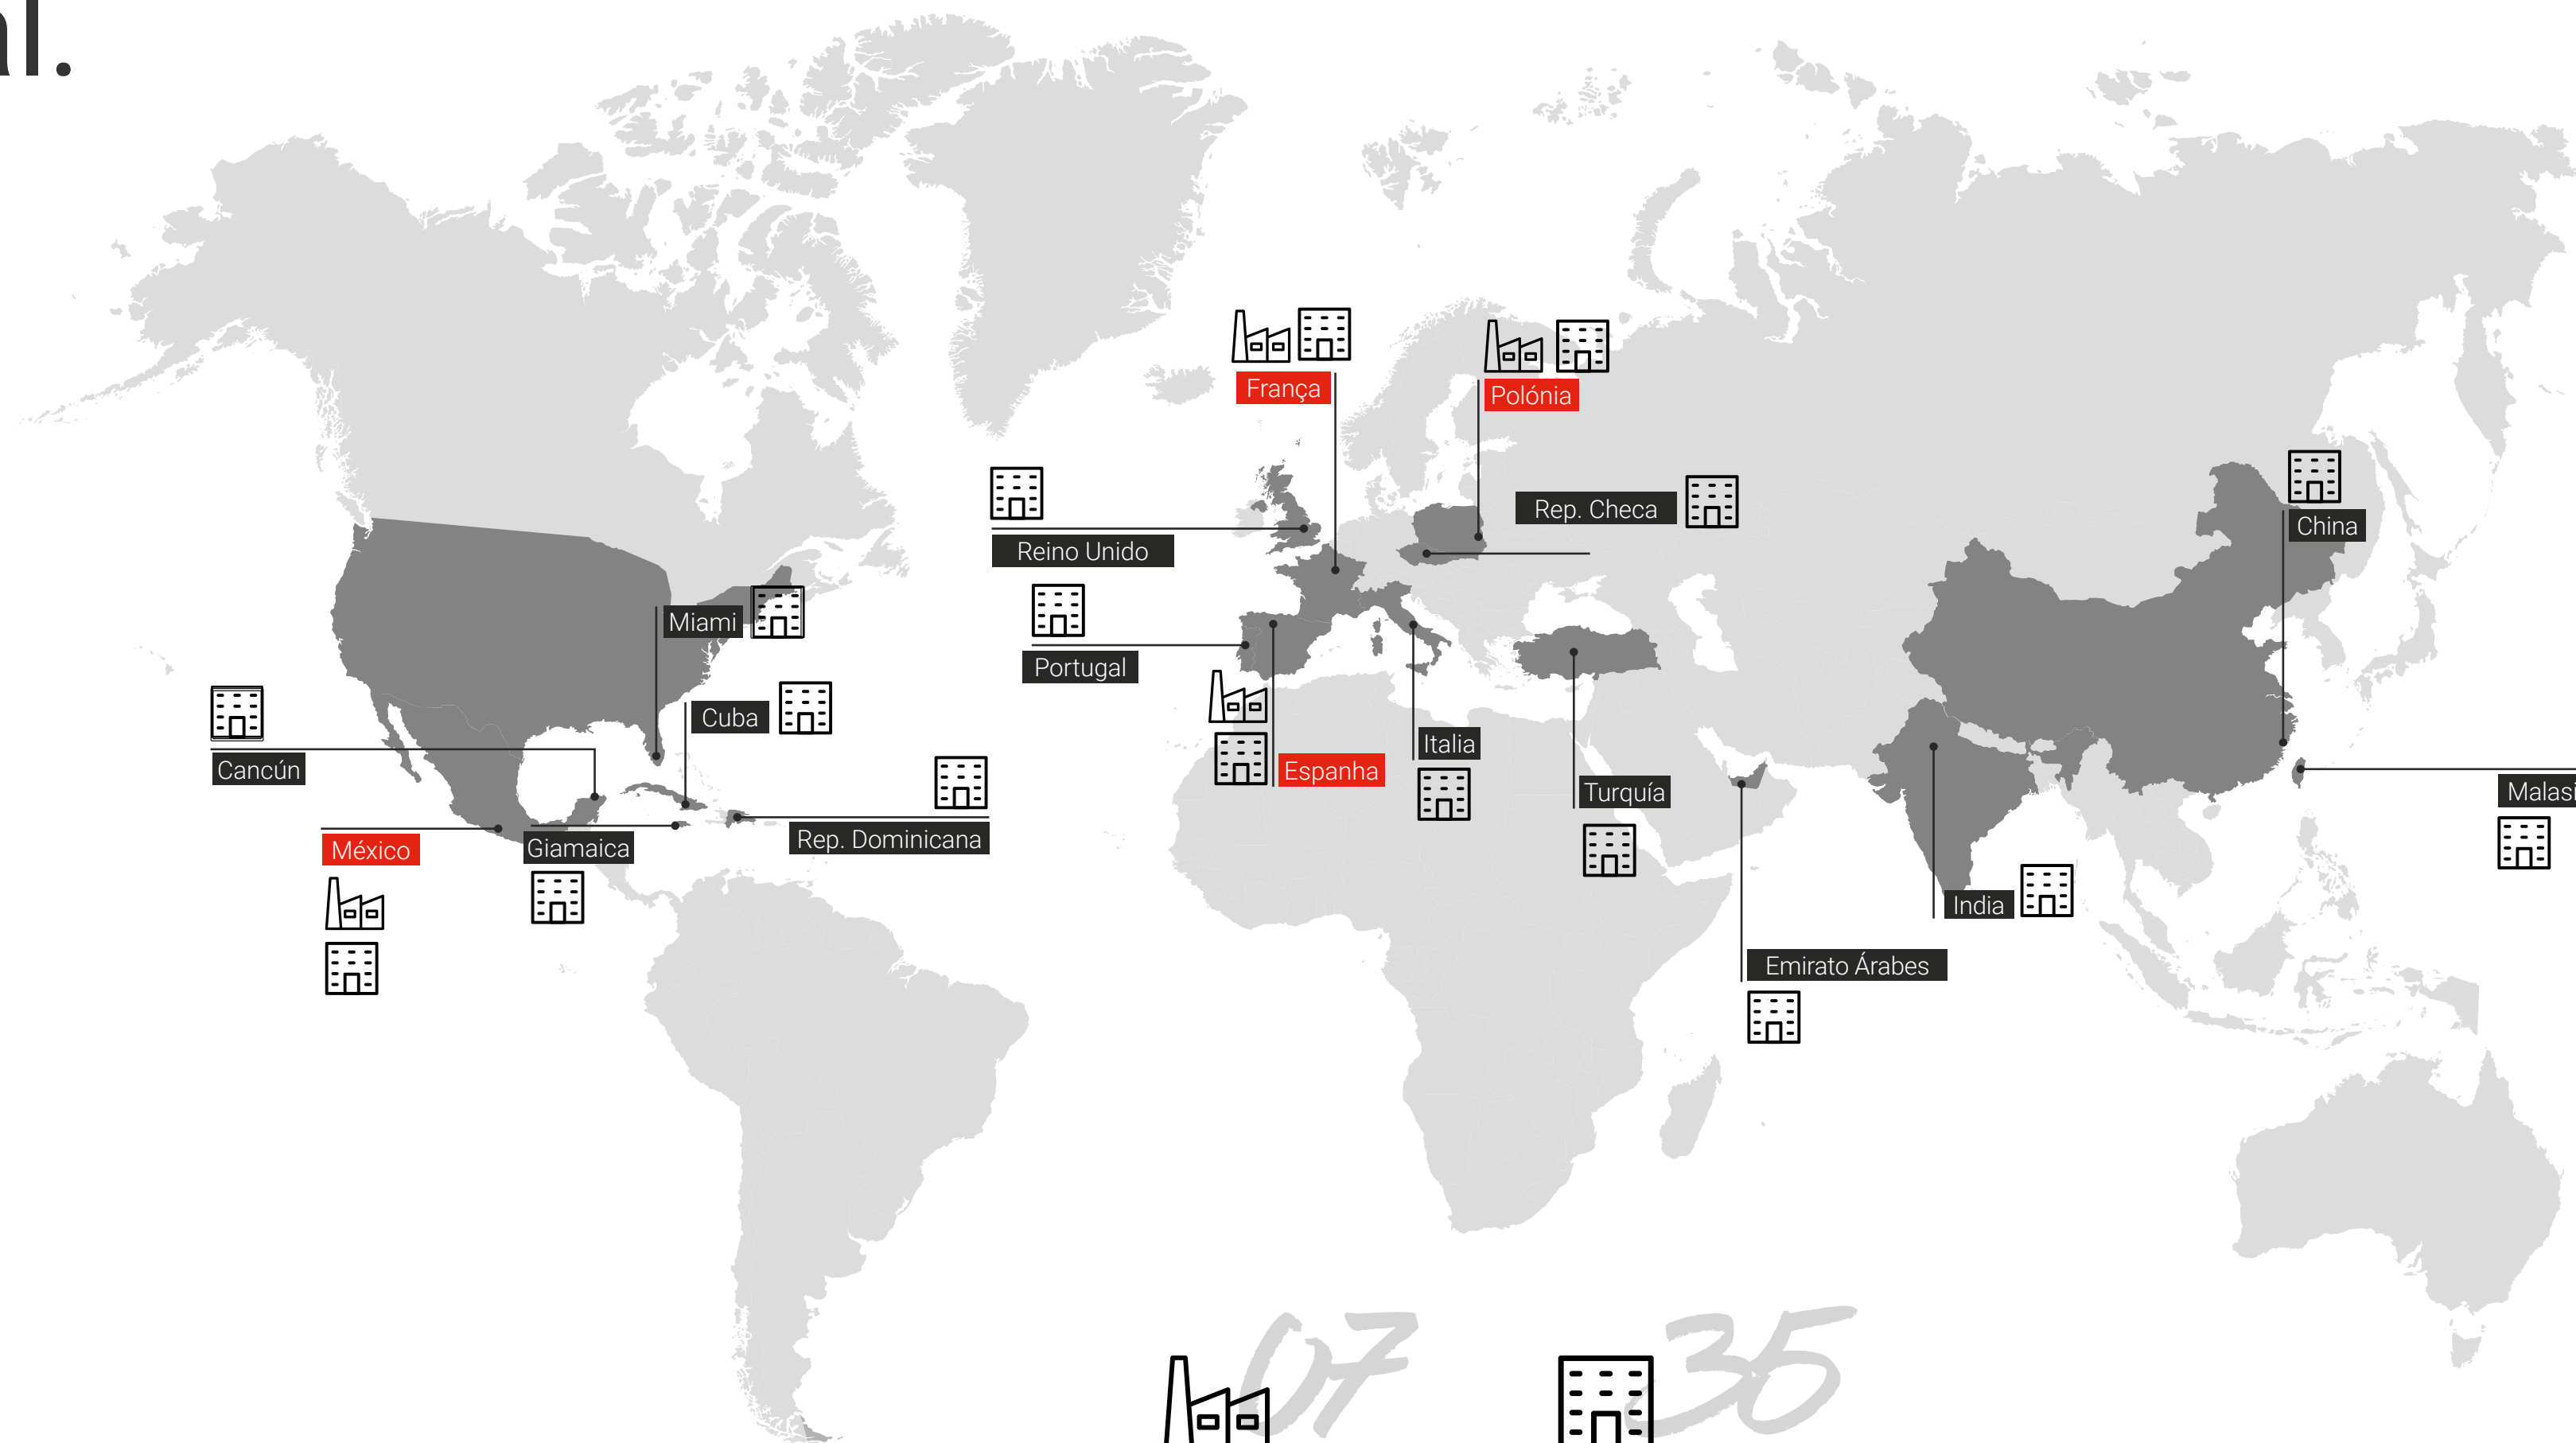 França
Polónia
Rep. Checa
China
Reino Unido
Miami
Portugal
Cuba
Italia
Cancún
Espanha
Turquía
Rep. Dominicana
México
Giamaica
India
Emirato Árabes
07
35